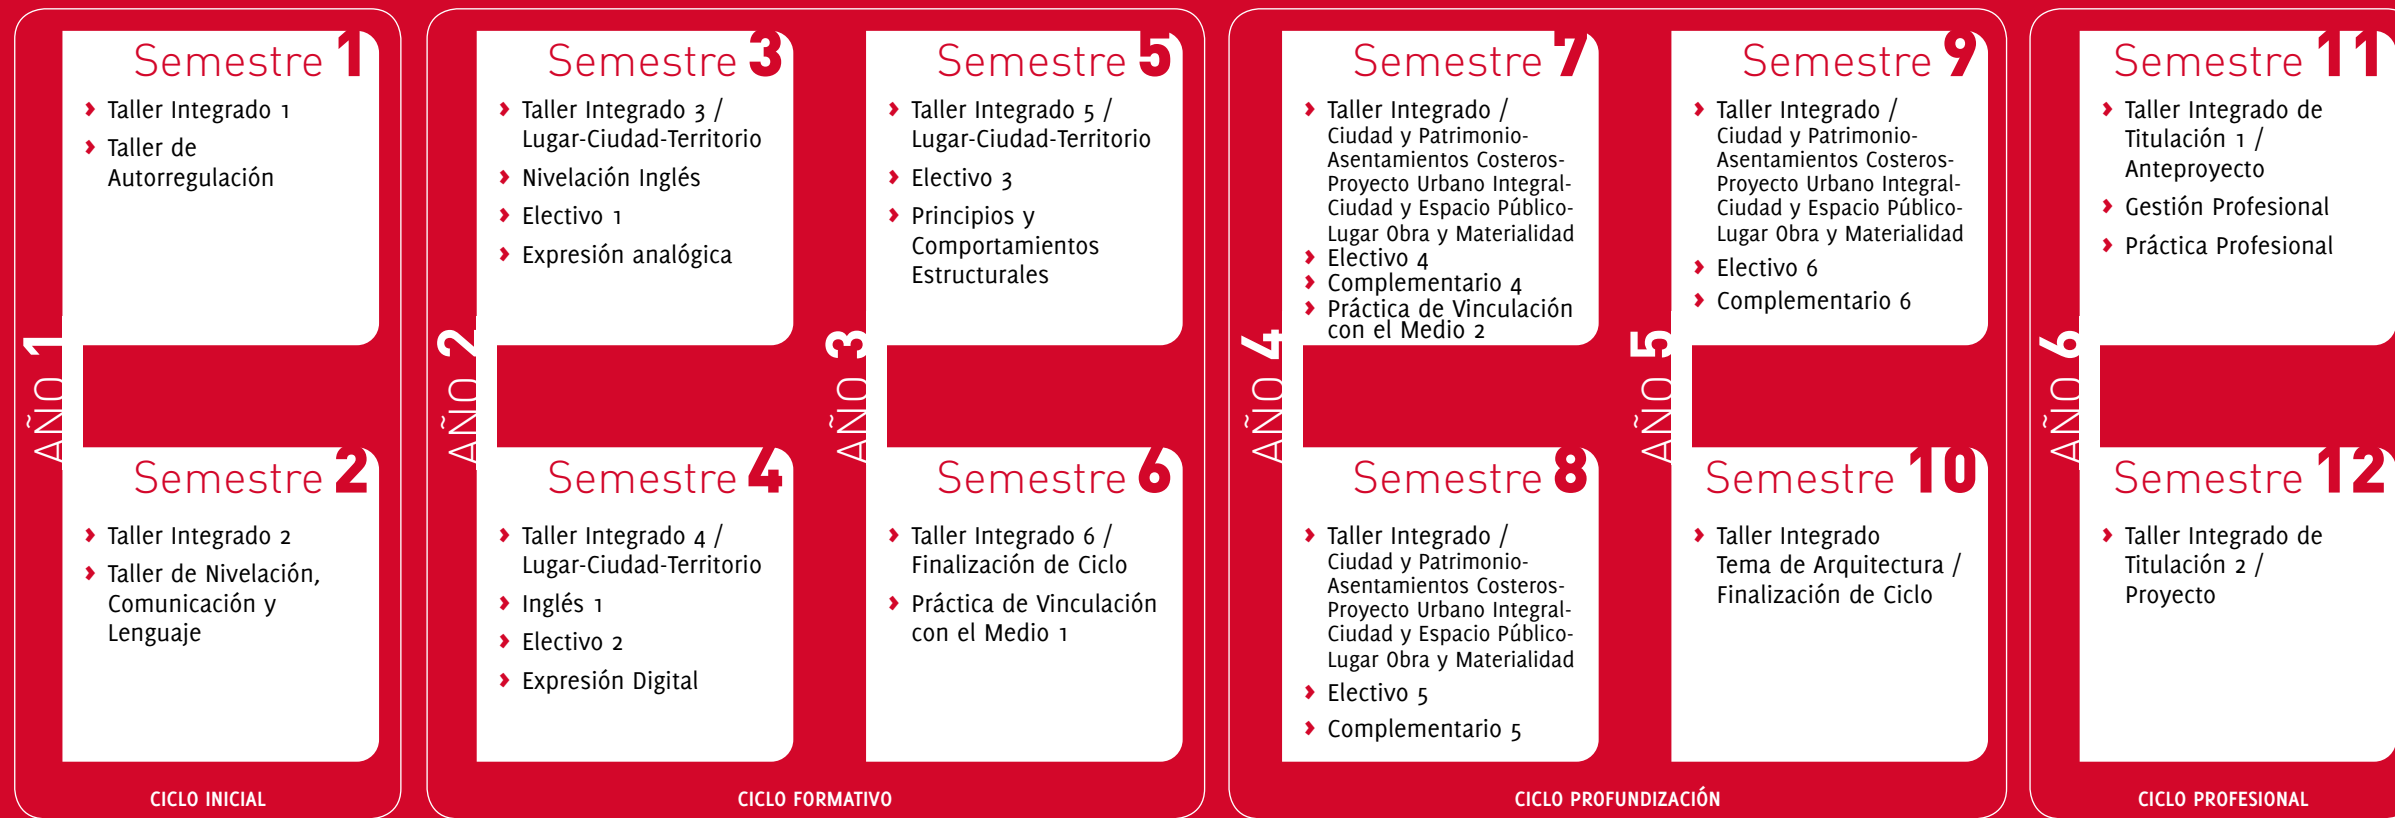 AÑO 1
Semestre 1
Taller Integrado 1
Taller de
Autorregulación
Semestre 2
Taller Integrado 2
Taller de Nivelación,
Comunicación y
Lenguaje
CICLO INICIAL
AÑO 2
Semestre 3
Taller Integrado 3 /
Lugar-Ciudad-Territorio
Nivelación Inglés
Electivo 1
Expresión analógica
Semestre 4
Taller Integrado 4 /
Lugar-Ciudad-Territorio
Inglés 1
Electivo 2
Expresión Digital
AÑO 3
Semestre 5
Taller Integrado 5 /
Lugar-Ciudad-Territorio
Electivo 3
Principios y
Comportamientos
Estructurales
Semestre 6
Taller Integrado 6 /
Finalización de Ciclo
Práctica de Vinculación
con el Medio 1
CICLO FORMATIVO
AÑO 4
Semestre 7
Taller Integrado /
Ciudad y Patrimonio-
Asentamientos Costeros-
Proyecto Urbano Integral-
Ciudad y Espacio Público-
Lugar Obra y Materialidad
Electivo 4
Complementario 4
Práctica de Vinculación
con el Medio 2
Semestre 8
Taller Integrado /
Ciudad y Patrimonio-
Asentamientos Costeros-
Proyecto Urbano Integral-
Ciudad y Espacio Público-
Lugar Obra y Materialidad
Electivo 5
Complementario 5
AÑO 5
Semestre 9
Taller Integrado /
Ciudad y Patrimonio-
Asentamientos Costeros-
Proyecto Urbano Integral-
Ciudad y Espacio Público-
Lugar Obra y Materialidad
Electivo 6
Complementario 6
Semestre 10
Taller Integrado
Tema de Arquitectura /
Finalización de Ciclo
CICLO PROFUNDIZACIÓN
AÑO 6
Semestre 11
Taller Integrado de
Titulación 1 /
Anteproyecto
Gestión Profesional
Práctica Profesional
Semestre 12
Taller Integrado de
Titulación 2 /
Proyecto
CICLO PROFESIONAL